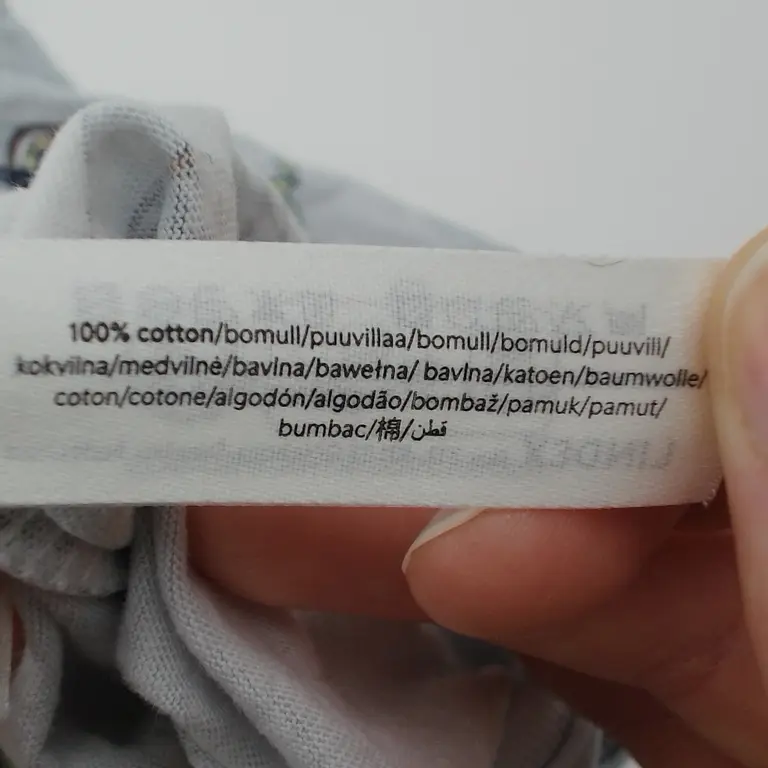 100% cotton/bomull/puuvillaa/bomull/bomuld/puuvill/
kokvilna/medvilnė/bavlna/bawełna/ bavlna/katoen/baumwolle/
coton/cotone/algodón/algodão/bombaž/pamuk/pamut/
bumbac/棉/قطن
LINDEX